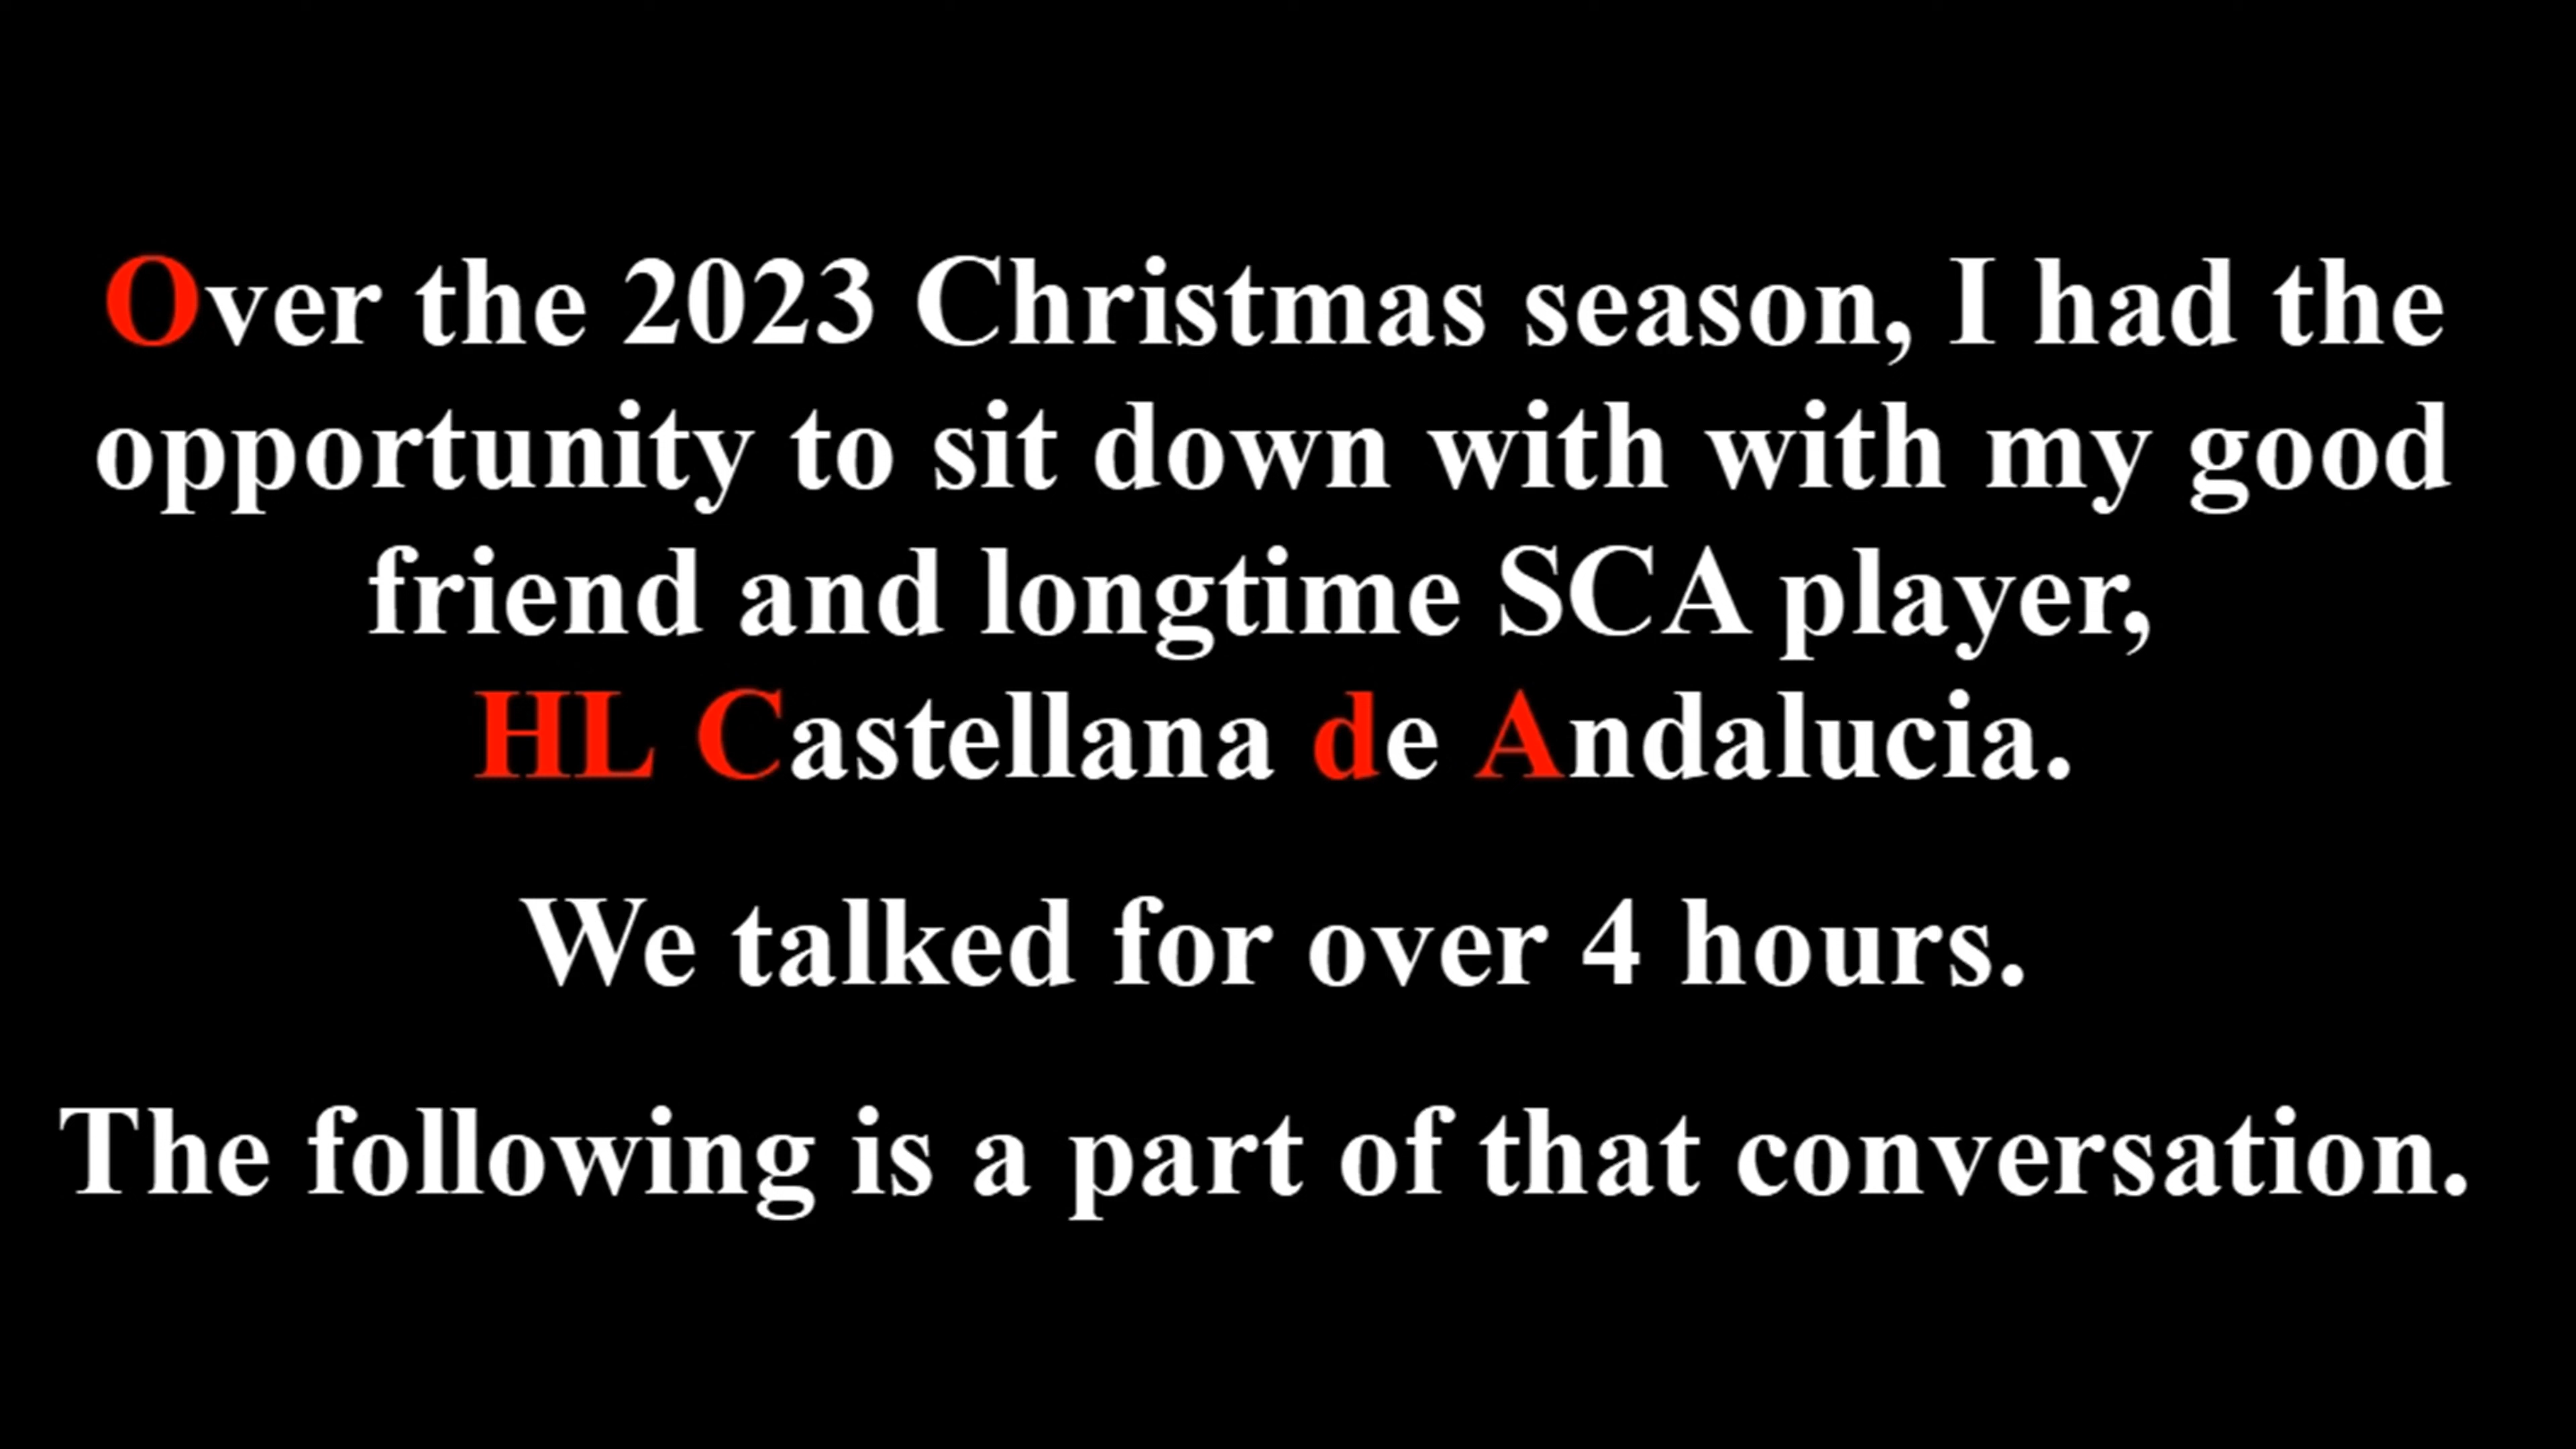 Over the 2023 Christmas season, I had the
opportunity to sit down with with my good
friend and longtime SCA player,
HL Castellana de Andalucia.
We talked for over 4 hours.
The following is a part of that conversation.